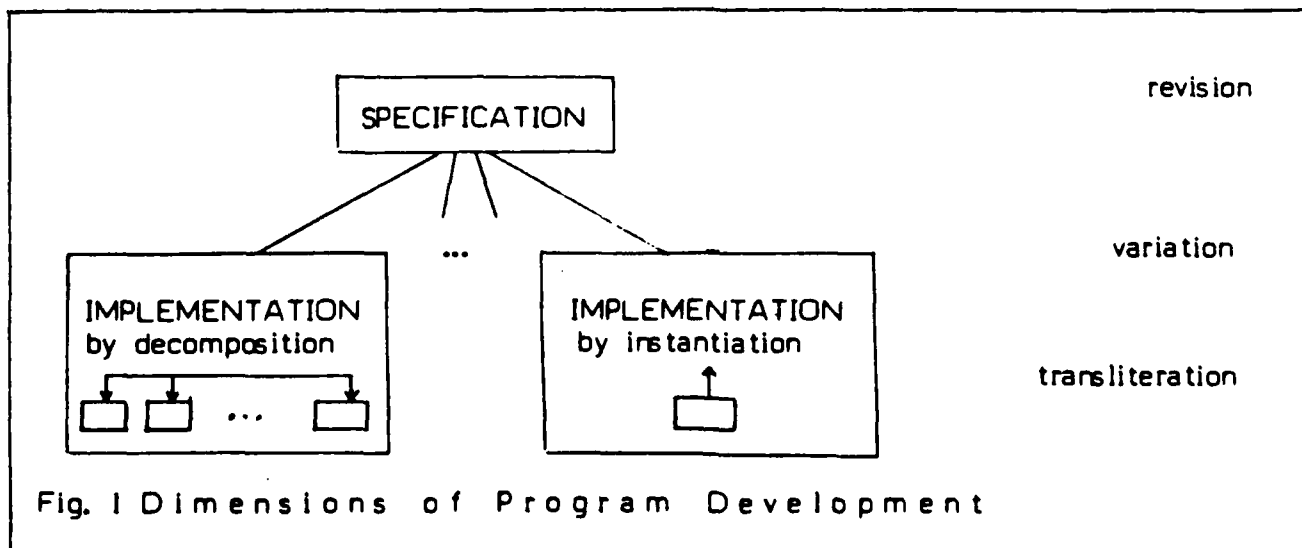 revision
SPECIFICATION
...
variation
IMPLEMENTATION
by decomposition
...
IMPLEMENTATION
by instantiation
transliteration
Fig. 1 Dimensions of Program Development